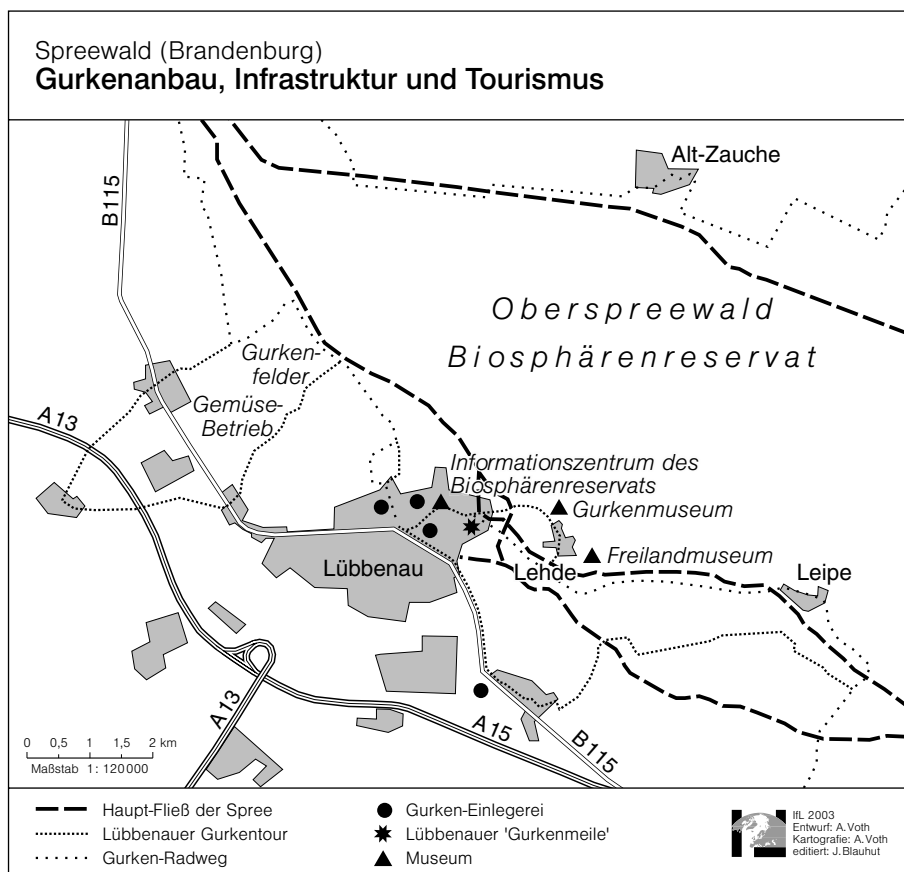 Spreewald (Brandenburg)
Gurkenanbau, Infrastruktur und Tourismus
Alt-Zauche
B115
Oberspreewald
Biosphärenreservat
Gurken-
felder
Gemüse-
Betrieb
A13
Informationszentrum des
Biosphärenreservats
Gurkenmuseum
Freilandmuseum
Lübbenau
Lehde
Leipe
A13
A15
B115
0 0,5 1 1,5 2 km
Maßstab 1: 120000
Haupt-Fließ der Spree
Lübbenauer Gurkentour
Gurken-Radweg
Gurken-Einlegerei
Lübbenauer 'Gurkenmeile'
Museum
IfL 2003
Entwurf: A. Voth
Kartografie: A. Voth
editiert: J. Blauhut